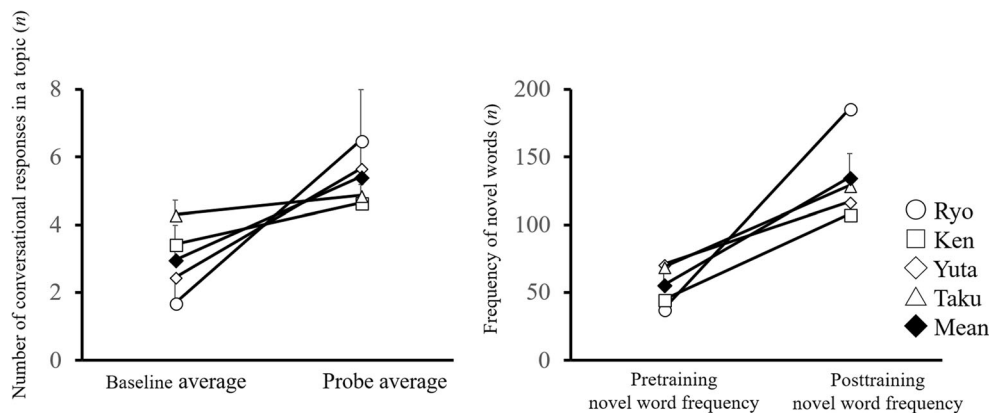 Number of conversational responses in a topic (n)
8
6
4
2
0
Baseline average
Probe average
Frequency of novel words (n)
200
150
100
50
0
Pretraining
novel word frequency
Posttraining
novel word frequency
Ryo
Ken
Yuta
Taku
Mean